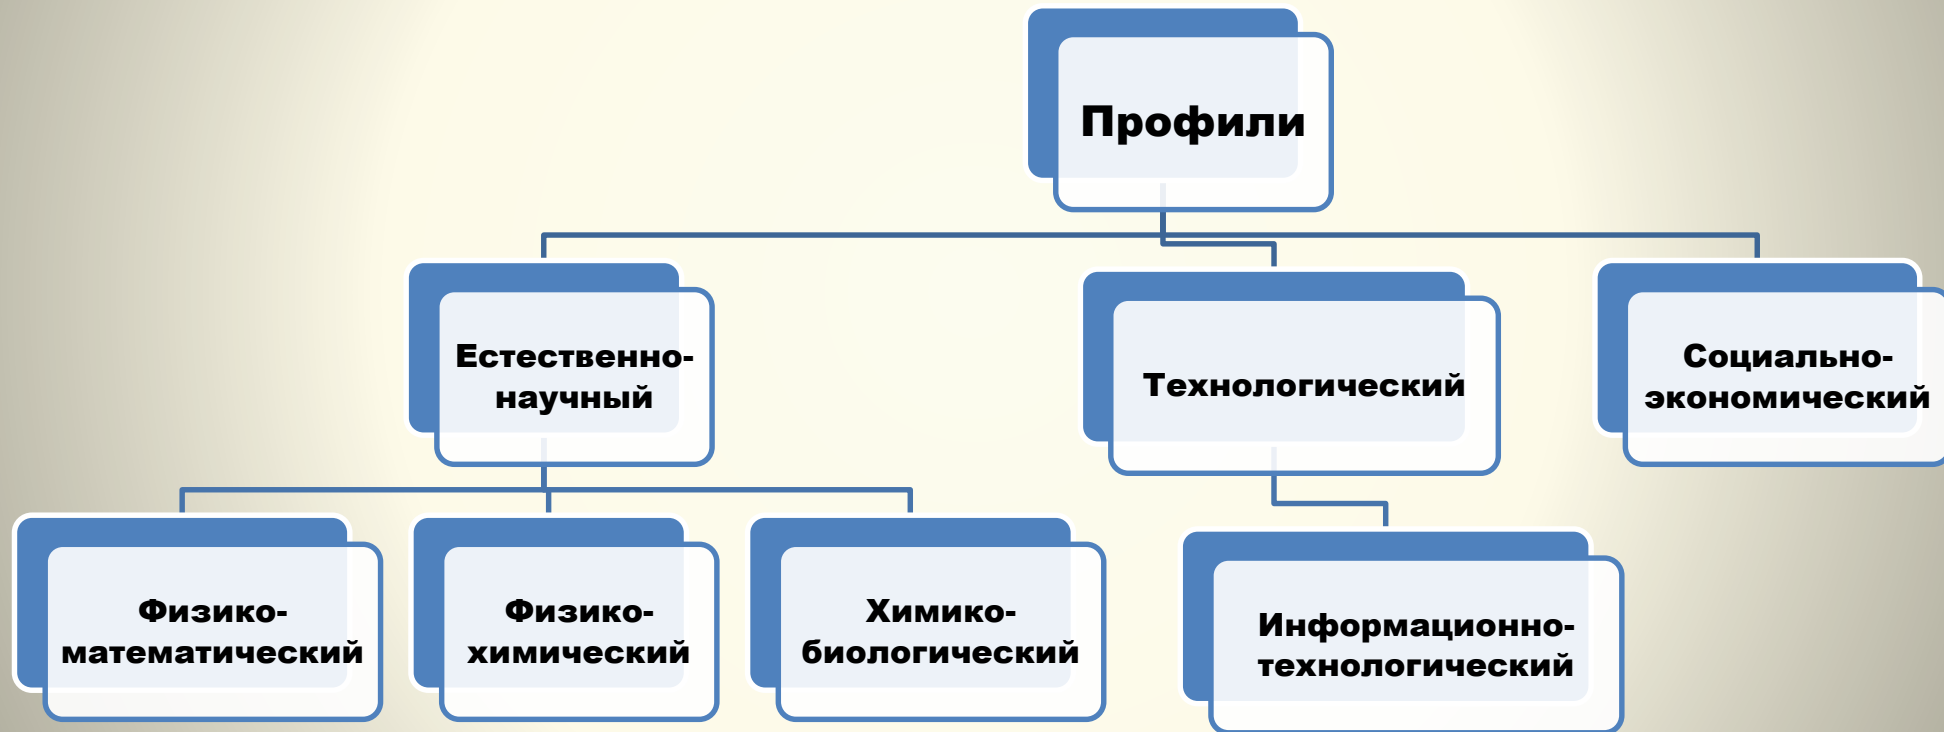 Профили
Естественно-
научный
Технологический
Социально-
экономический
Физико-
математический
Физико-
химический
Химико-
биологический
Информационно-
технологический